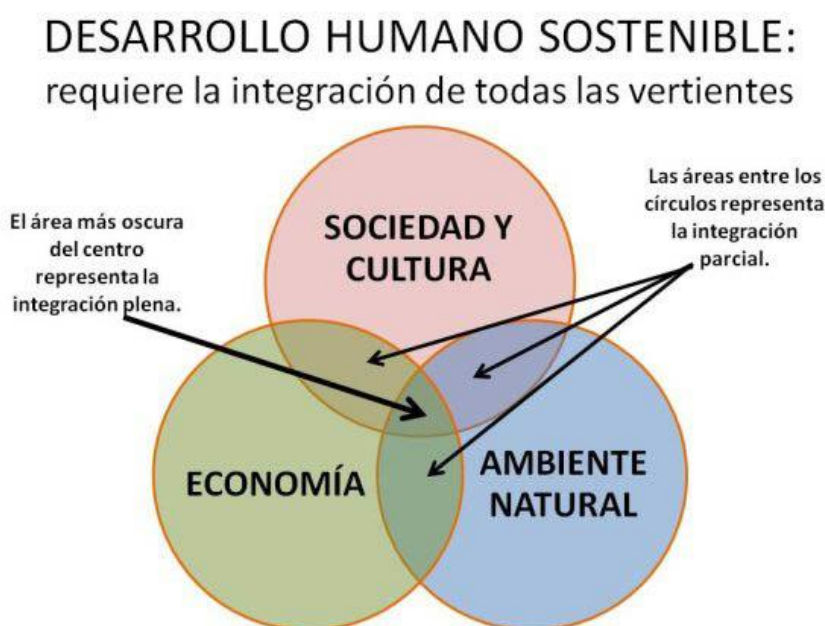 DESARROLLO HUMANO SOSTENIBLE:
requiere la integración de todas las vertientes
El área más oscura
del centro
representa la
integración plena.
SOCIEDAD Y
CULTURA
Las áreas entre los
círculos representa
la integración
parcial.
ECONOMÍA
AMBIENTE
NATURAL